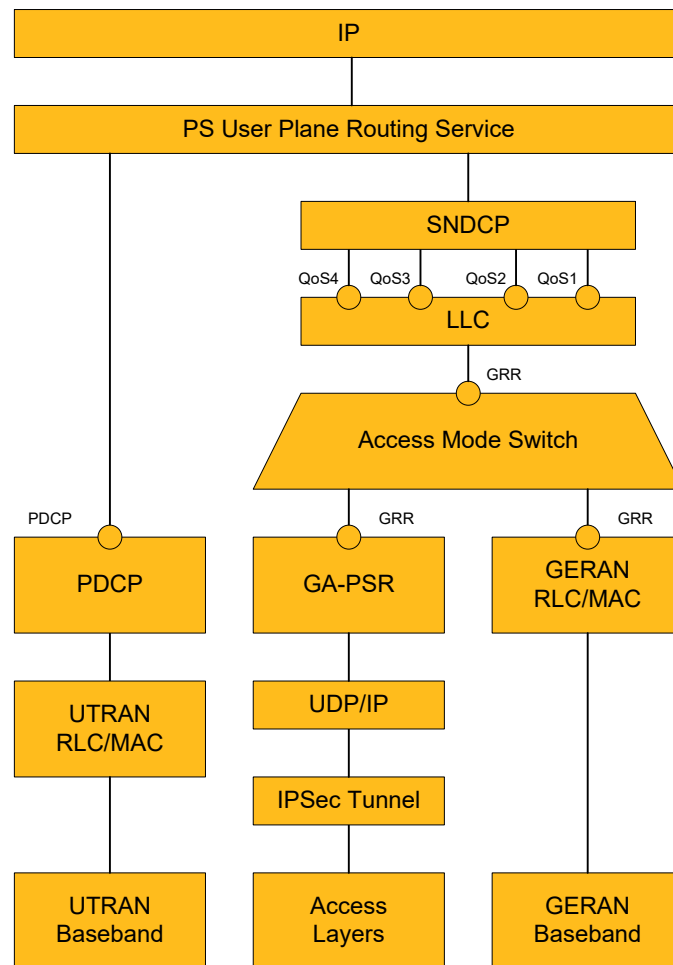 IP
PS User Plane Routing Service
SNDCP
QoS4
QoS3
QoS2
QoS1
LLC
GRR
Access Mode Switch
PDCP
GRR
GRR
PDCP
GA-PSR
GERAN
RLC/MAC
UTRAN
RLC/MAC
UDP/IP
IPSec Tunnel
UTRAN
Baseband
Access
Layers
GERAN
Baseband